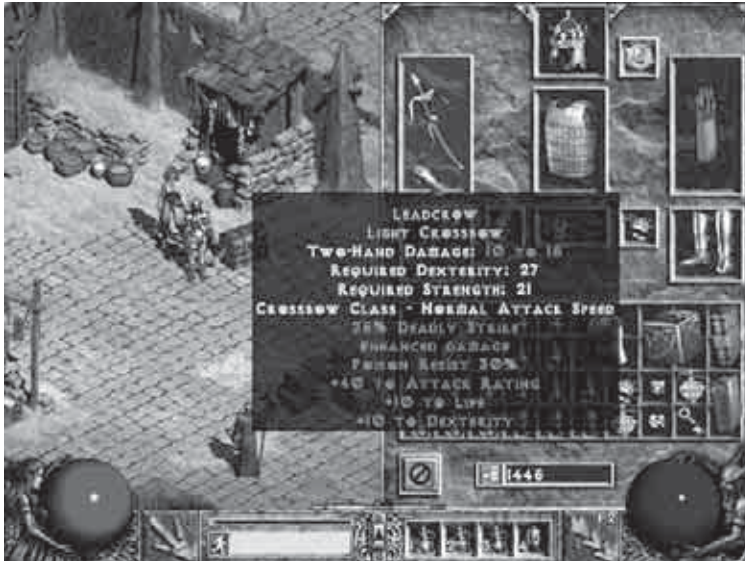 LEADCROW
LIGHT CROSSBOW
TWO-HAND DAMAGE: 10 TO 16
REQUIRED DEXTERITY: 27
REQUIRED STRENGTH: 21
CROSSBOW CLASS - NORMAL ATTACK SPEED
DEADLY STRIKE
ENHANCED DAMAGE
POISON RESIST 30%
+40 TO ATTACK RATING
+10 TO LIFE
+10 TO DEXTERITY
1446